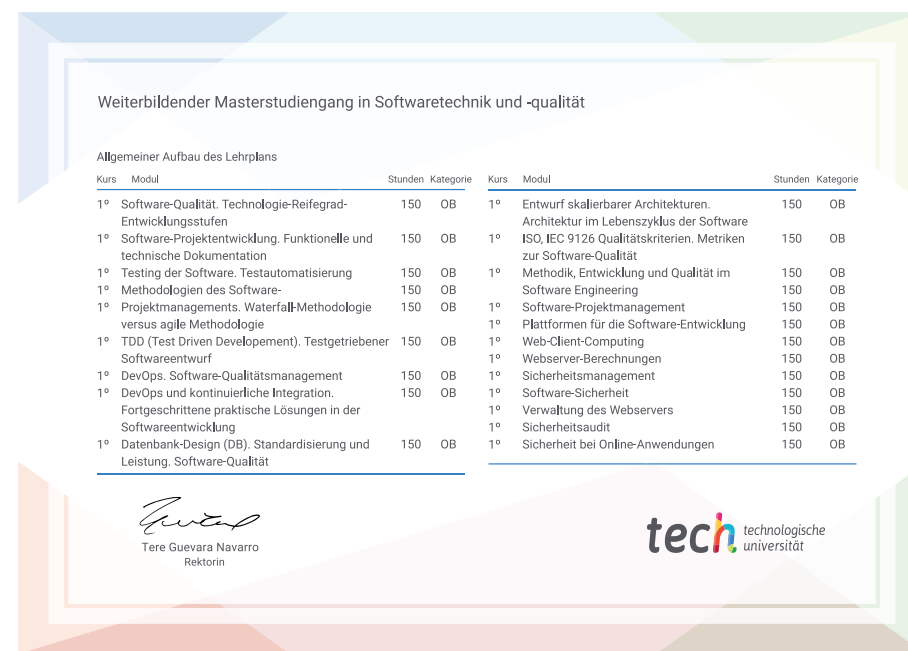 Weiterbildender Masterstudiengang in Softwaretechnik und -qualität
Allgemeiner Aufbau des Lehrplans
Kurs Modul Stunden Kategorie
1º Software-Qualität. Technologie-Reifegrad- 150 OB
Entwicklungsstufen
1º Software-Projektentwicklung. Funktionelle und 150 OB
technische Dokumentation
1º Testing der Software. Testautomatisierung 150 OB
1º Methodologien des Software- 150 OB
1º Projektmanagements. Waterfall-Methodologie 150 OB
versus agile Methodologie
1º TDD (Test Driven Developement). Testgetriebener 150 OB
Softwareentwurf
1º DevOps. Software-Qualitätsmanagement 150 OB
1º DevOps und kontinuierliche Integration. 150 OB
Fortgeschrittene praktische Lösungen in der
Softwareentwicklung
1º Datenbank-Design (DB). Standardisierung und 150 OB
Leistung. Software-Qualität
Kurs Modul Stunden Kategorie
1º Entwurf skalierbarer Architekturen. 150 OB
Architektur im Lebenszyklus der Software
1º ISO, IEC 9126 Qualitätskriterien. Metriken 150 OB
zur Software-Qualität
1º Methodik, Entwicklung und Qualität im 150 OB
Software Engineering 150 OB
1º Software-Projektmanagement 150 OB
1º Plattformen für die Software-Entwicklung 150 OB
1º Web-Client-Computing 150 OB
1º Webserver-Berechnungen 150 OB
1º Sicherheitsmanagement 150 OB
1º Software-Sicherheit 150 OB
1º Verwaltung des Webservers 150 OB
1º Sicherheitsaudit 150 OB
1º Sicherheit bei Online-Anwendungen 150 OB
Tere Guevara Navarro
Rektorin
tech technologische
universität